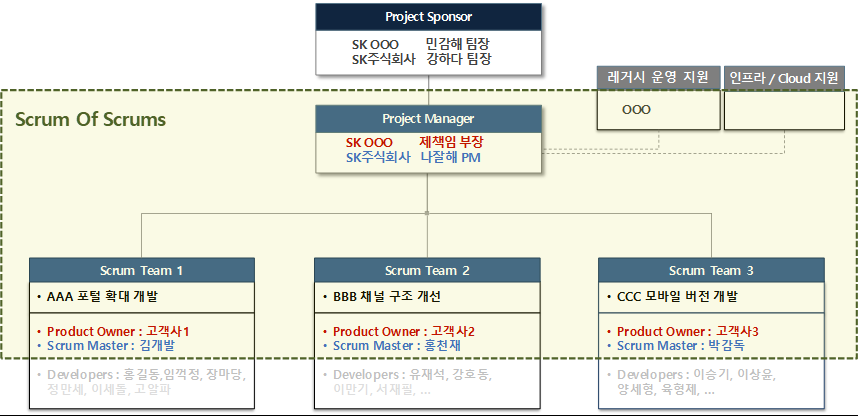 Project Sponsor
SK OOO 민감해 팀장
SK주식회사 강하다 팀장
레거시 운영 지원
인프라 / Cloud 지원
OOO
Scrum Of Scrums
Project Manager
SK OOO 제책임 부장
SK주식회사 나잘해 PM
Scrum Team 1
• AAA 포털 확대 개발
• Product Owner : 고객사1
• Scrum Master : 김개발
• Developers : 홍길동,임꺽정, 장마당,
정만세, 이세돌, 고알파
Scrum Team 2
• BBB 채널 구조 개선
• Product Owner : 고객사2
• Scrum Master : 홍천재
• Developers : 유재석, 강호동,
이만기, 서재필, ...
Scrum Team 3
• CCC 모바일 버전 개발
• Product Owner : 고객사3
• Scrum Master : 박감독
• Developers : 이승기, 이상윤,
양세형, 육형제, ...